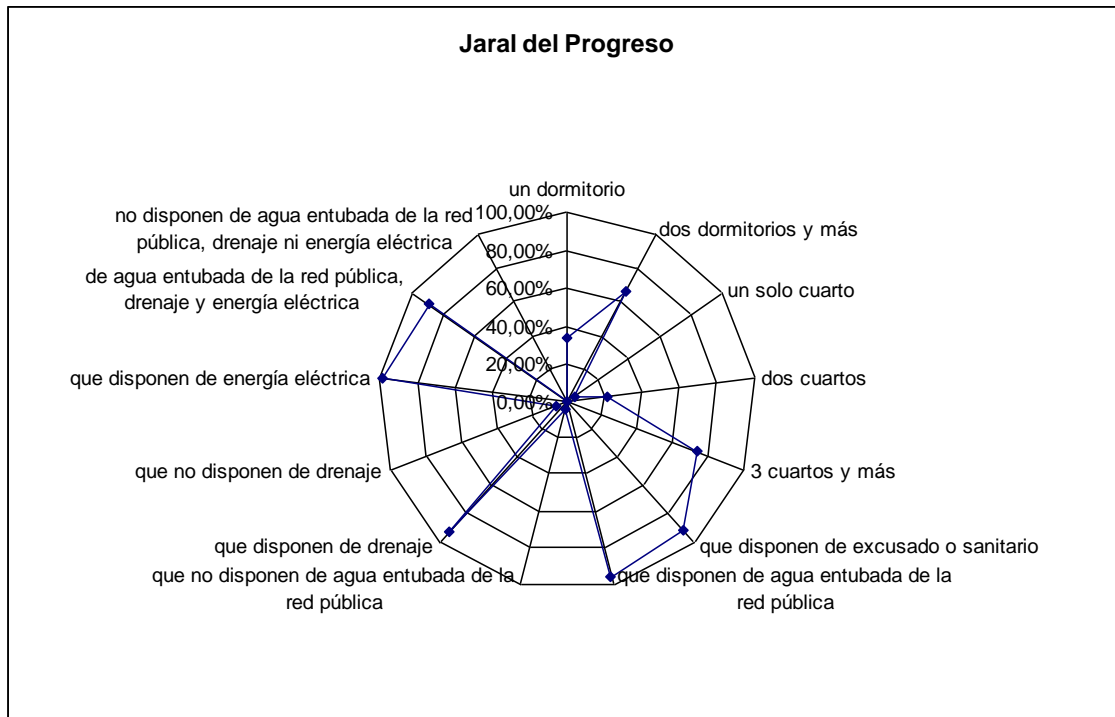 Jaral del Progreso
un dormitorio
100,00%
80,00%
60,00%
40,00%
20,00%
0,00%
dos dormitorios y más
un solo cuarto
dos cuartos
3 cuartos y más
que disponen de excusado o sanitario
que disponen de agua entubada de la
red pública
que no disponen de agua entubada de la
red pública
que disponen de drenaje
que no disponen de drenaje
que disponen de energía eléctrica
de agua entubada de la red pública,
drenaje y energía eléctrica
no disponen de agua entubada de la red
pública, drenaje ni energía eléctrica